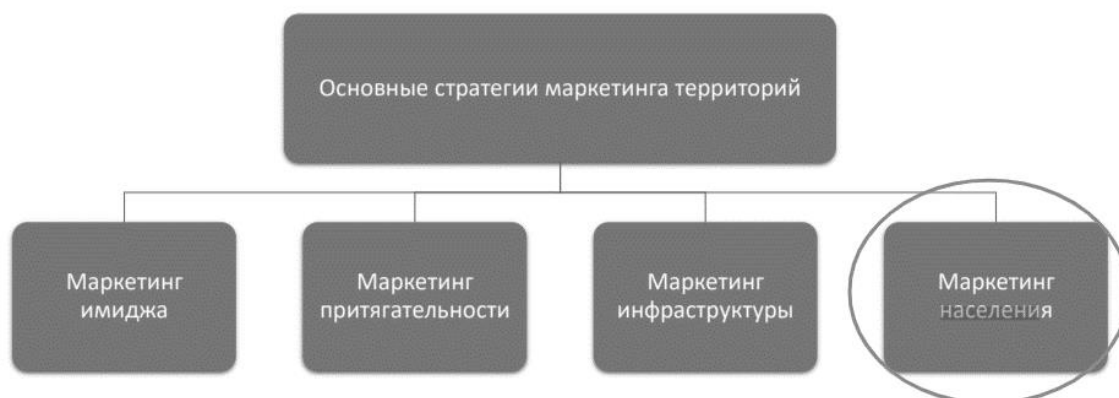 Основные стратегии маркетинга территорий
Маркетинг
имиджа
Маркетинг
притягательности
Маркетинг
инфраструктуры
Маркетинг
населения